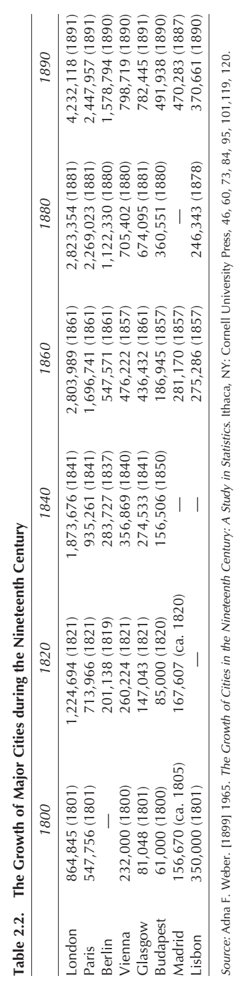 Table 2.2. The Growth of Major Cities during the Nineteenth Century
1800 1820 1840 1860 1880 1890
London 864,845 (1801) 1,224,694 (1821) 1,873,676 (1841) 2,803,989 (1861) 2,823,354 (1881) 4,232,118 (1891)
Paris 547,756 (1801) 713,966 (1821) 935,261 (1841) 1,696,741 (1861) 2,269,023 (1881) 2,447,957 (1891)
Berlin — 201,138 (1819) 283,727 (1837) 547,571 (1861) 1,122,330 (1880) 1,578,794 (1890)
Vienna 232,000 (1800) 260,224 (1821) 356,869 (1840) 476,222 (1857) 705,402 (1880) 798,719 (1890)
Glasgow 81,048 (1801) 147,043 (1821) 274,533 (1841) 436,432 (1861) 674,095 (1881) 782,445 (1891)
Budapest 61,000 (1800) 85,000 (1820) 156,506 (1850) 186,945 (1857) 360,551 (1880) 491,938 (1890)
Madrid 156,670 (ca. 1805) 167,607 (ca. 1820) — 281,170 (1857) — 470,283 (1887)
Lisbon 350,000 (1801) — — 275,286 (1857) 246,343 (1878) 370,661 (1890)
Source: Adna F. Weber. [1899] 1965. The Growth of Cities in the Nineteenth Century: A Study in Statistics. Ithaca, NY: Cornell University Press, 46, 60, 73, 84, 95, 101,119, 120.